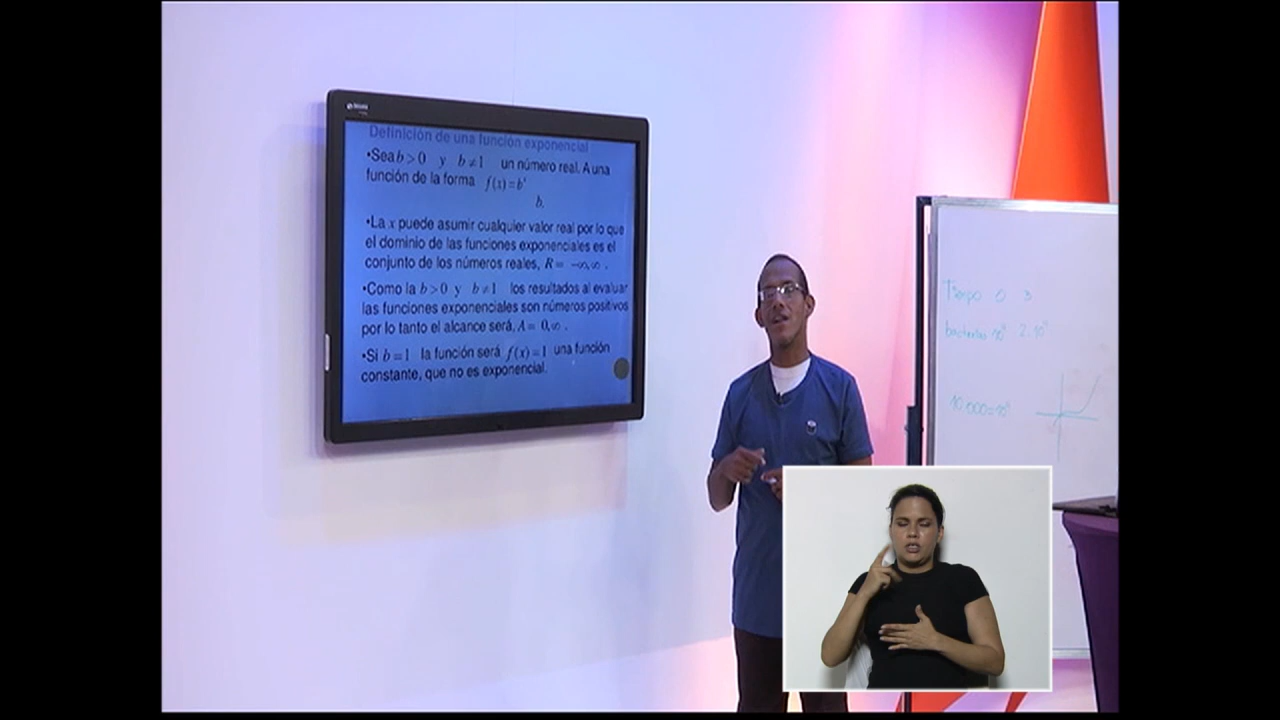 Definición de una función exponencial
•Sea b > 0 y b ≠ 1 un número real. A una
función de la forma f(x) = bˣ
b.
•La x puede asumir cualquier valor real por lo que
el dominio de las funciones exponenciales es el
conjunto de los números reales, R = −∞,∞ .
•Como la b > 0 y b ≠ 1 los resultados al evaluar
las funciones exponenciales son números positivos
por lo tanto el alcance será, A = 0,∞ .
•Si b = 1 la función será f(x) = 1 una función
constante, que no es exponencial.
Tiempo 0 3
bacterias